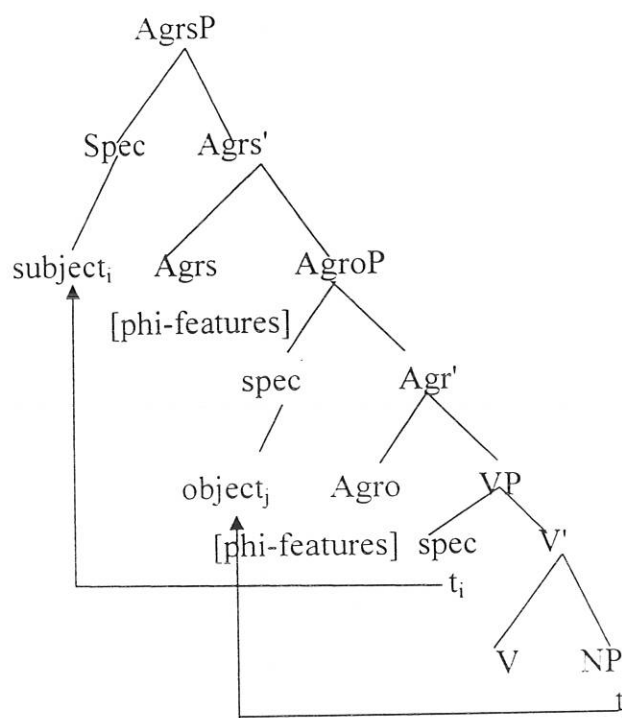 AgrsP
Spec Agrs'
subjectᵢ Agrs AgroP
[phi-features]
spec Agr'
objectⱼ Agro VP
[phi-features] spec V'
tᵢ
V NP
t